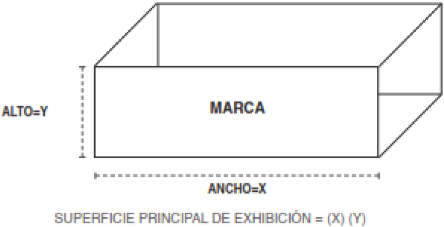 MARCA
ALTO=Y
ANCHO=X
SUPERFICIE PRINCIPAL DE EXHIBICIÓN = (X) (Y)